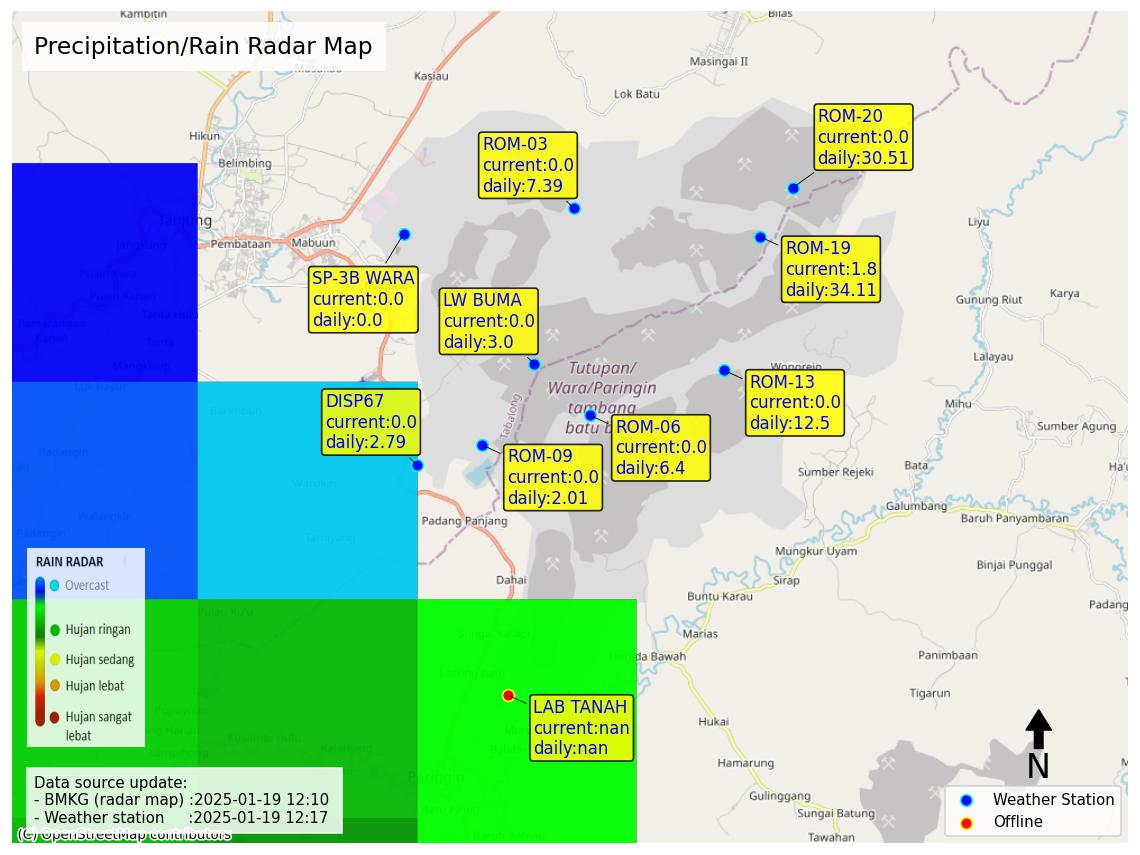 Kambitin
Bilas
Precipitation/Rain Radar Map
Masukau
Kasiau
Masingai II
Lok Batu
Hikun
Belimbing
ROM-03
current:0.0
daily:7.39
ROM-20
current:0.0
daily:30.51
Tanjung
Jangkung
Pembataan
Mabuun
Liyu
ROM-19
current:1.8
daily:34.11
SP-3B WARA
current:0.0
daily:0.0
LW BUMA
current:0.0
daily:3.0
Gunung Riut
Karya
Lalayau
Mihu
Wonorejo
Tutupan/
Wara/Paringin
tambang
batu b
Tabalong
ROM-13
current:0.0
daily:12.5
DISP67
current:0.0
daily:2.79
ROM-06
current:0.0
daily:6.4
ROM-09
current:0.0
daily:2.01
Sumber Agung
Sumber Rejeki
Bata
Ha'u
Galumbang
Baruh Panyambaran
Padang Panjang
Mungkur Uyam
Binjai Punggal
Dahai
Sirap
Buntu Karau
Padang
Marias
Panimbaan
Tigarun
Hukai
Hamarung
Gulinggang
Sungai Batung
Tawahan
Paringin
RAIN RADAR
Overcast
Hujan ringan
Hujan sedang
Hujan lebat
Hujan sangat
lebat
LAB TANAH
current:nan
daily:nan
N
Weather Station
Offline
Data source update:
- BMKG (radar map) :2025-01-19 12:10
- Weather station :2025-01-19 12:17
(C) OpenStreetMap contributors